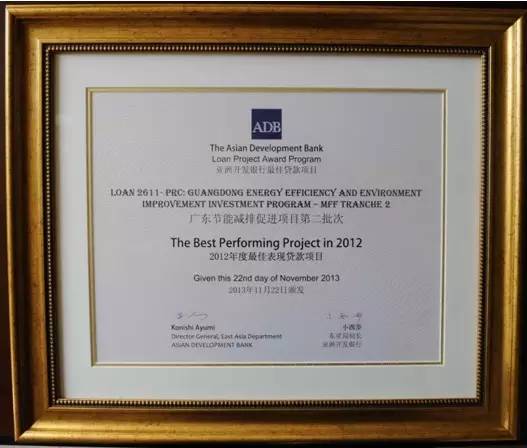 ADB
The Asian Development Bank
Loan Project Award Program
亚洲开发银行最佳贷款项目
LOAN 2611- PRC: GUANGDONG ENERGY EFFICIENCY AND ENVIRONMENT
IMPROVEMENT INVESTMENT PROGRAM – MFF TRANCHE 2
广东节能减排促进项目第二批次
The Best Performing Project in 2012
2012年度最佳表现贷款项目
Given this 22nd day of November 2013
2013年11月22日颁发
Konishi Ayumi
Director General, East Asia Department
ASIAN DEVELOPMENT BANK
小西步
东亚局局长
亚洲开发银行